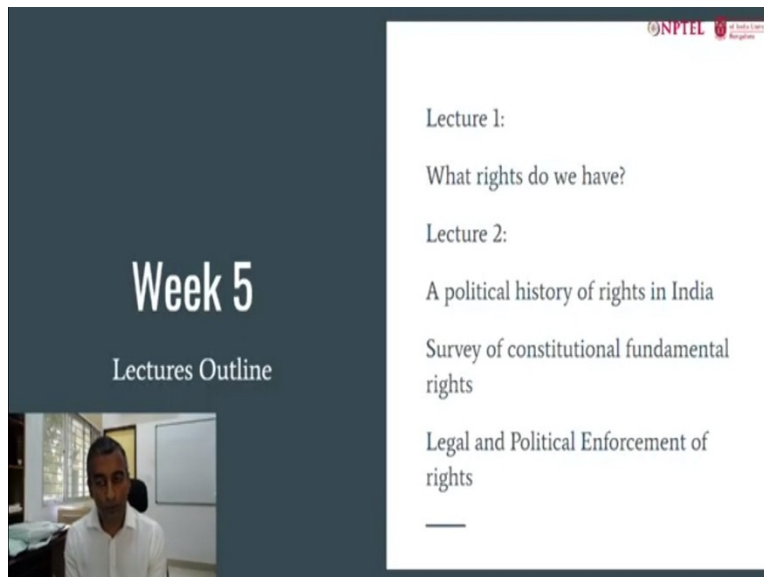 NPTEL
Bengaluru
Lecture 1:
What rights do we have?
Lecture 2:
A political history of rights in India
Survey of constitutional fundamental
rights
Legal and Political Enforcement of
rights
Week 5
Lectures Outline